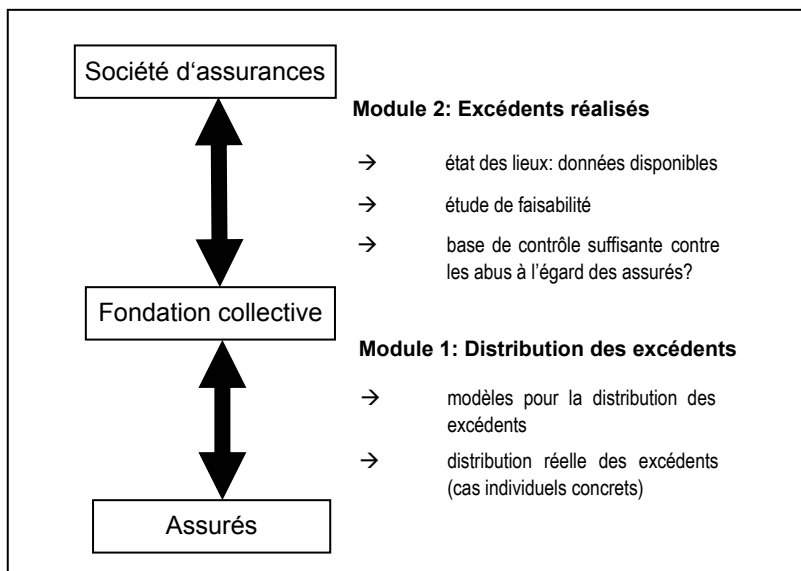 Société d‘assurances
Module 2: Excédents réalisés
→ état des lieux: données disponibles
→ étude de faisabilité
→ base de contrôle suffisante contre
les abus à l’égard des assurés?
Fondation collective
Module 1: Distribution des excédents
→ modèles pour la distribution des
excédents
→ distribution réelle des excédents
(cas individuels concrets)
Assurés